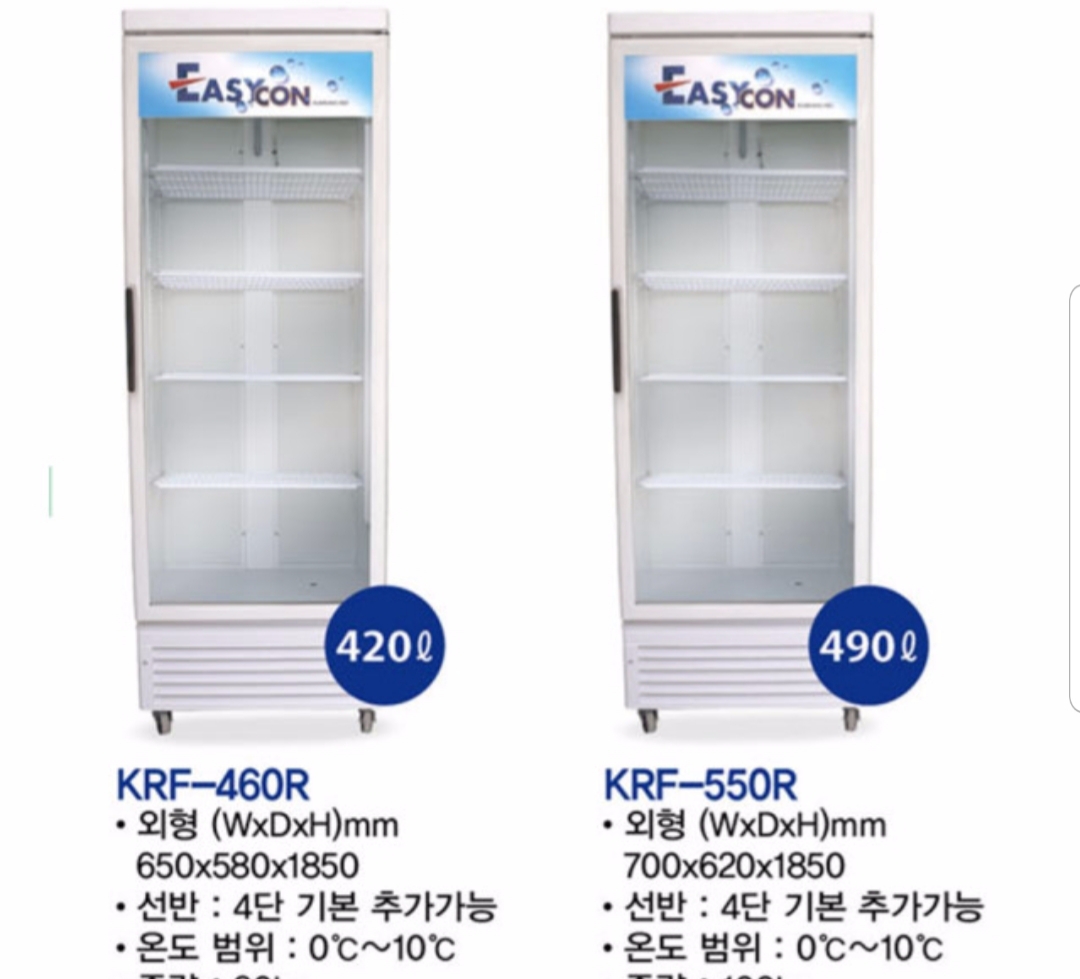 EASYCON
EASYCON
420ℓ
490ℓ
KRF-460R
• 외형 (WxDxH)mm
650x580x1850
• 선반 : 4단 기본 추가가능
• 온도 범위 : 0℃~10℃
KRF-550R
• 외형 (WxDxH)mm
700x620x1850
• 선반 : 4단 기본 추가가능
• 온도 범위 : 0℃~10℃